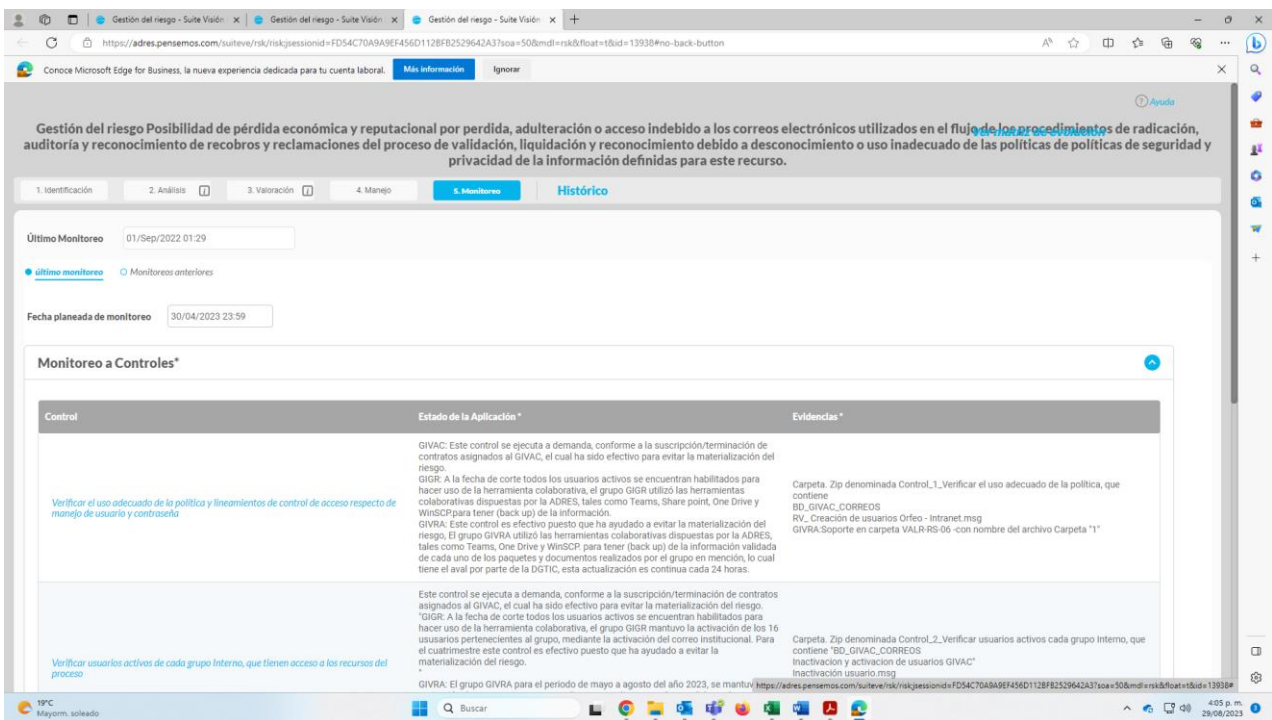 Gestión del riesgo - Suite Visión
Gestión del riesgo - Suite Visión
Gestión del riesgo - Suite Visión
https://adres.pensemos.com/suiteve/rsk/risk;jsessionid=FD54C70A9A9EF456D112BFB2529642A3?soa=50&mdl=rsk&float=t&id=13938#no-back-button
Conoce Microsoft Edge for Business, la nueva experiencia dedicada para tu cuenta laboral. Más información Ignorar
Ayuda
Ver matriz de evolución
Gestión del riesgo Posibilidad de pérdida económica y reputacional por perdida, adulteración o acceso indebido a los correos electrónicos utilizados en el flujo de los procedimientos de radicación,
auditoría y reconocimiento de recobros y reclamaciones del proceso de validación, liquidación y reconocimiento debido a desconocimiento o uso inadecuado de las políticas de políticas de seguridad y
privacidad de la información definidas para este recurso.
1. Identificación 2. Análisis 3. Valoración 4. Manejo 5. Monitoreo Histórico
Último Monitoreo 01/Sep/2022 01:29
último monitoreo Monitoreos anteriores
Fecha planeada de monitoreo 30/04/2023 23:59
Monitoreo a Controles*
Control Estado de la Aplicación * Evidencias *
Verificar el uso adecuado de la política y lineamientos de control de acceso respecto de
manejo de usuario y contraseña
GIVAC: Este control se ejecuta a demanda, conforme a la suscripción/terminación de
contratos asignados al GIVAC, el cual ha sido efectivo para evitar la materialización del
riesgo.
GIGR: A la fecha de corte todos los usuarios activos se encuentran habilitados para
hacer uso de la herramienta colaborativa, el grupo GIGR utilizó las herramientas
colaborativas dispuestas por la ADRES, tales como Teams, Share point, One Drive y
WinSCP.para tener (back up) de la información.
GIVRA: Este control es efectivo puesto que ha ayudado a evitar la materialización del
riesgo, El grupo GIVRA utilizó las herramientas colaborativas dispuestas por la ADRES,
tales como Teams, One Drive y WinSCP. para tener (back up) de la información validada
de cada uno de los paquetes y documentos realizados por el grupo en mención, lo cual
tiene el aval por parte de la DGTIC, esta actualización es continua cada 24 horas.
Carpeta. Zip denominada Control_1_Verificar el uso adecuado de la política, que
contiene
BD_GIVAC_CORREOS
RV_ Creación de usuarios Orfeo - Intranet.msg
GIVRA:Soporte en carpeta VALR-RS-06 -con nombre del archivo Carpeta "1"
Verificar usuarios activos de cada grupo Interno, que tienen acceso a los recursos del
proceso
Este control se ejecuta a demanda, conforme a la suscripción/terminación de contratos
asignados al GIVAC, el cual ha sido efectivo para evitar la materialización del riesgo.
"GIGR: A la fecha de corte todos los usuarios activos se encuentran habilitados para
hacer uso de la herramienta colaborativa, el grupo GIGR mantuvo la activación de los 16
ususarios pertenecientes al grupo, mediante la activación del correo institucional. Para
el cuatrimestre este control es efectivo puesto que ha ayudado a evitar la
materialización del riesgo.
"
GIVRA: El grupo GIVRA para el periodo de mayo a agosto del año 2023, se mantuv
Carpeta. Zip denominada Control_2_Verificar usuarios activos cada grupo Interno, que
contiene "BD_GIVAC_CORREOS
Inactivacion y activacion de usuarios GIVAC"
Inactivación usuario.msg
https://adres.pensemos.com/suiteve/rsk/risk;jsessionid=FD54C70A9A9EF456D112BFB2529642A3?soa=50&mdl=rsk&float=t&id=13938#
19°C
Mayorm. soleado
Buscar
4:05 p. m.
29/08/2023